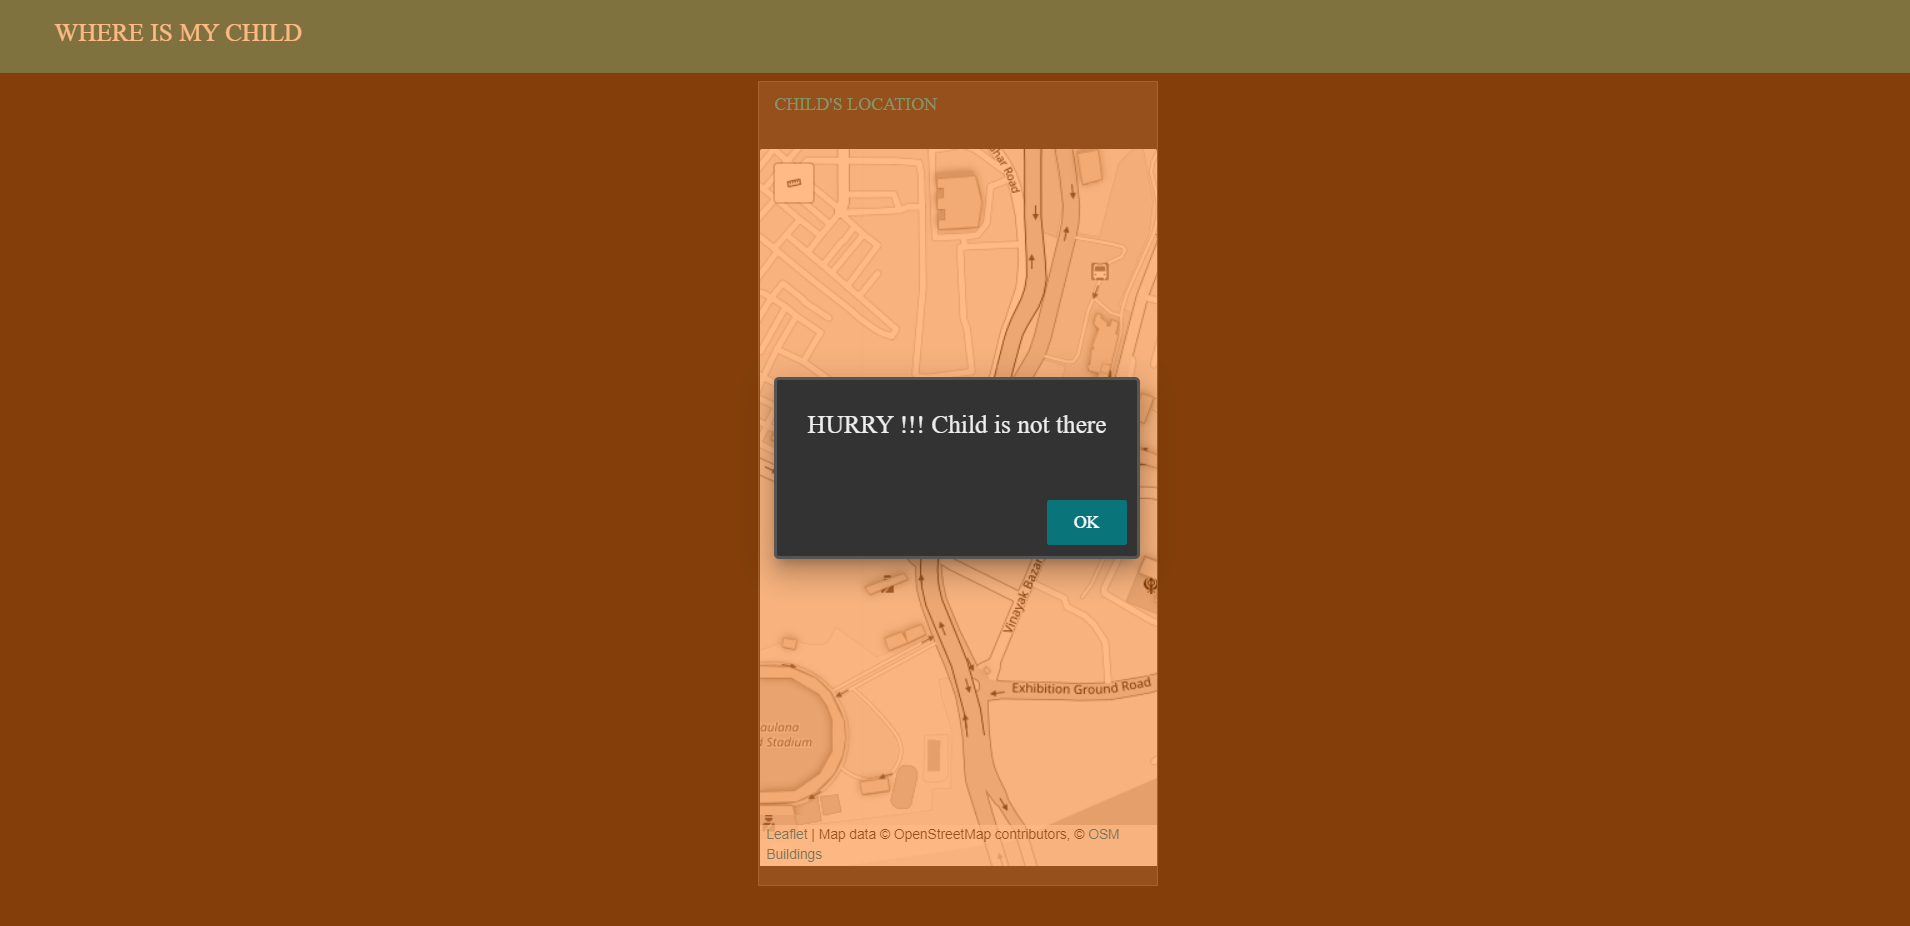 WHERE IS MY CHILD
CHILD'S LOCATION
Road
HURRY !!! Child is not there
OK
Vinayak Bazar
Exhibition Ground Road
aulana
Stadium
Leaflet | Map data © OpenStreetMap contributors, © OSM
Buildings